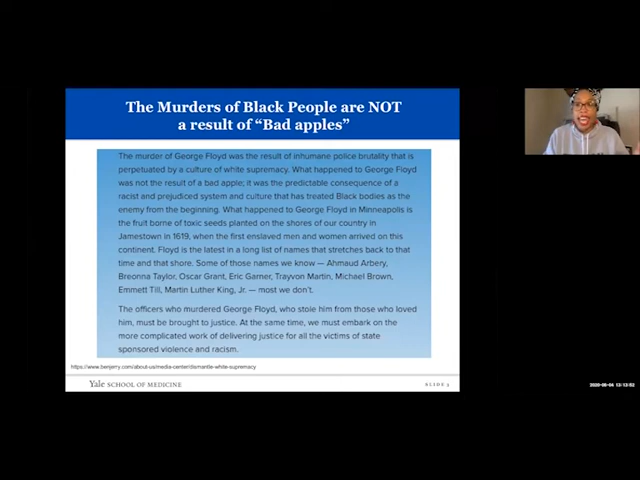 The Murders of Black People are NOT
a result of “Bad apples”
The murder of George Floyd was the result of inhumane police brutality that is
perpetuated by a culture of white supremacy. What happened to George Floyd
was not the result of a bad apple; it was the predictable consequence of a
racist and prejudiced system and culture that has treated Black bodies as the
enemy from the beginning. What happened to George Floyd in Minneapolis is
the fruit borne of toxic seeds planted on the shores of our country in
Jamestown in 1619, when the first enslaved men and women arrived on this
continent. Floyd is the latest in a long list of names that stretches back to that
time and that shore. Some of those names we know — Ahmaud Arbery,
Breonna Taylor, Oscar Grant, Eric Garner, Trayvon Martin, Michael Brown,
Emmett Till, Martin Luther King, Jr. — most we don’t.
The officers who murdered George Floyd, who stole him from those who loved
him, must be brought to justice. At the same time, we must embark on the
more complicated work of delivering justice for all the victims of state
sponsored violence and racism.
https://www.benjerry.com/about-us/media-center/dismantle-white-supremacy
Yale SCHOOL OF MEDICINE
SLIDE 5
2020-06-04 13:13:52